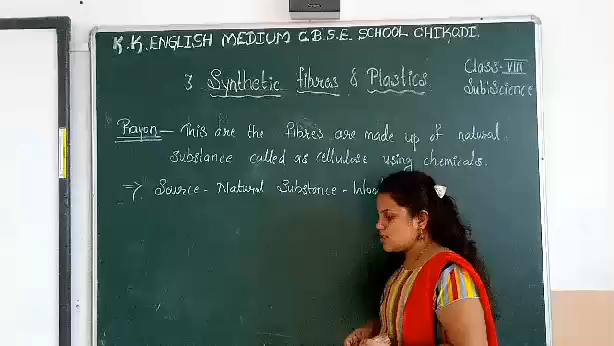 K.K. ENGLISH MEDIUM C.B.S.E. SCHOOL CHIKODI.
Class:- VIII
3 Synthetic fibres & Plastics
Sub:Science
Rayon - This are the fibres are made up of natural
Substance called as cellulose using chemicals.
⇒ Source - Natural Substance -